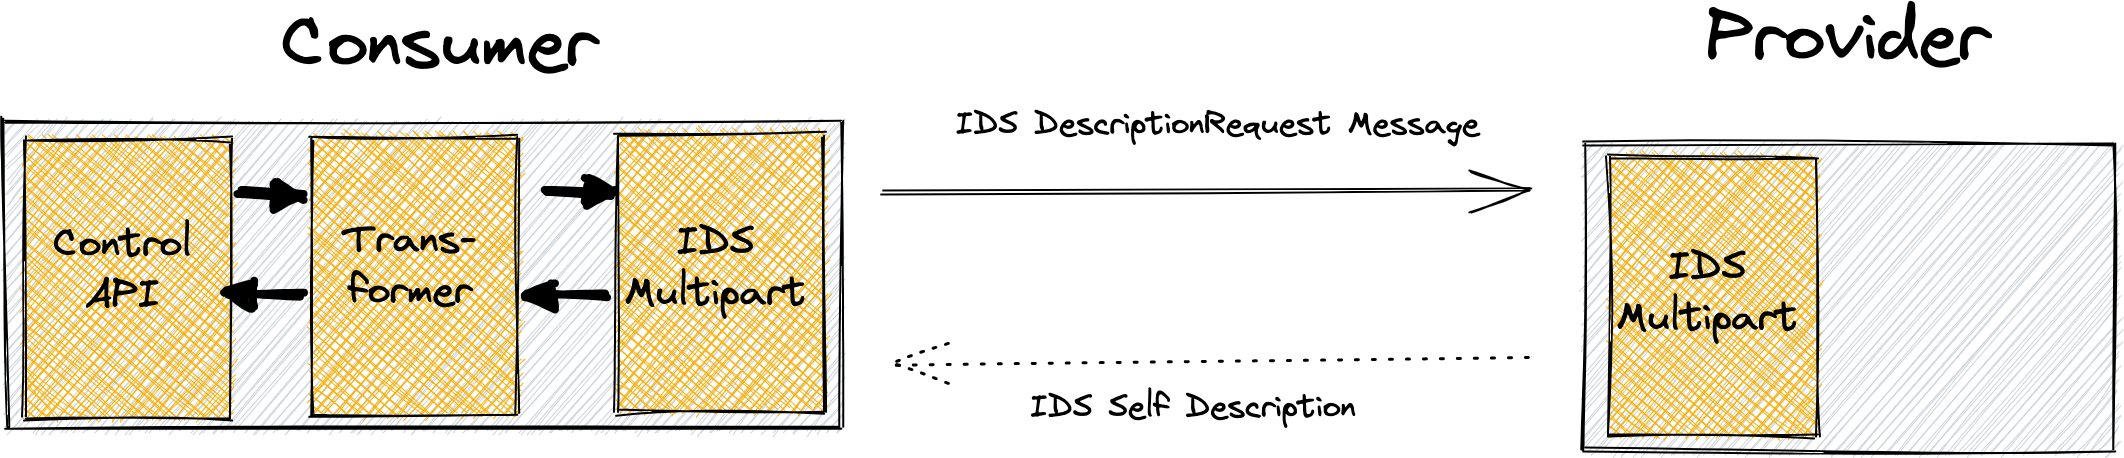 Consumer
Provider
IDS DescriptionRequest Message
Control
API
Trans-
former
IDS
Multipart
IDS
Multipart
IDS Self Description